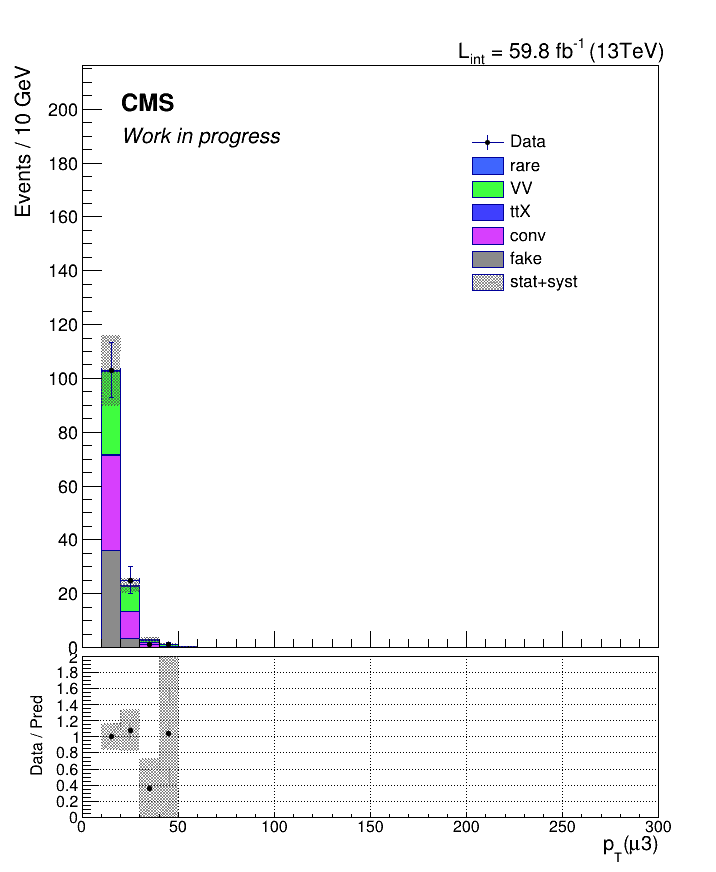 L_int = 59.8 fb^-1 (13TeV)
Events / 10 GeV
CMS
Work in progress
Data
rare
VV
ttX
conv
fake
stat+syst
200
180
160
140
120
100
80
60
40
20
0
Data / Pred
2
1.8
1.6
1.4
1.2
1
0.8
0.6
0.4
0.2
0
0 50 100 150 200 250 300
p_T(μ3)